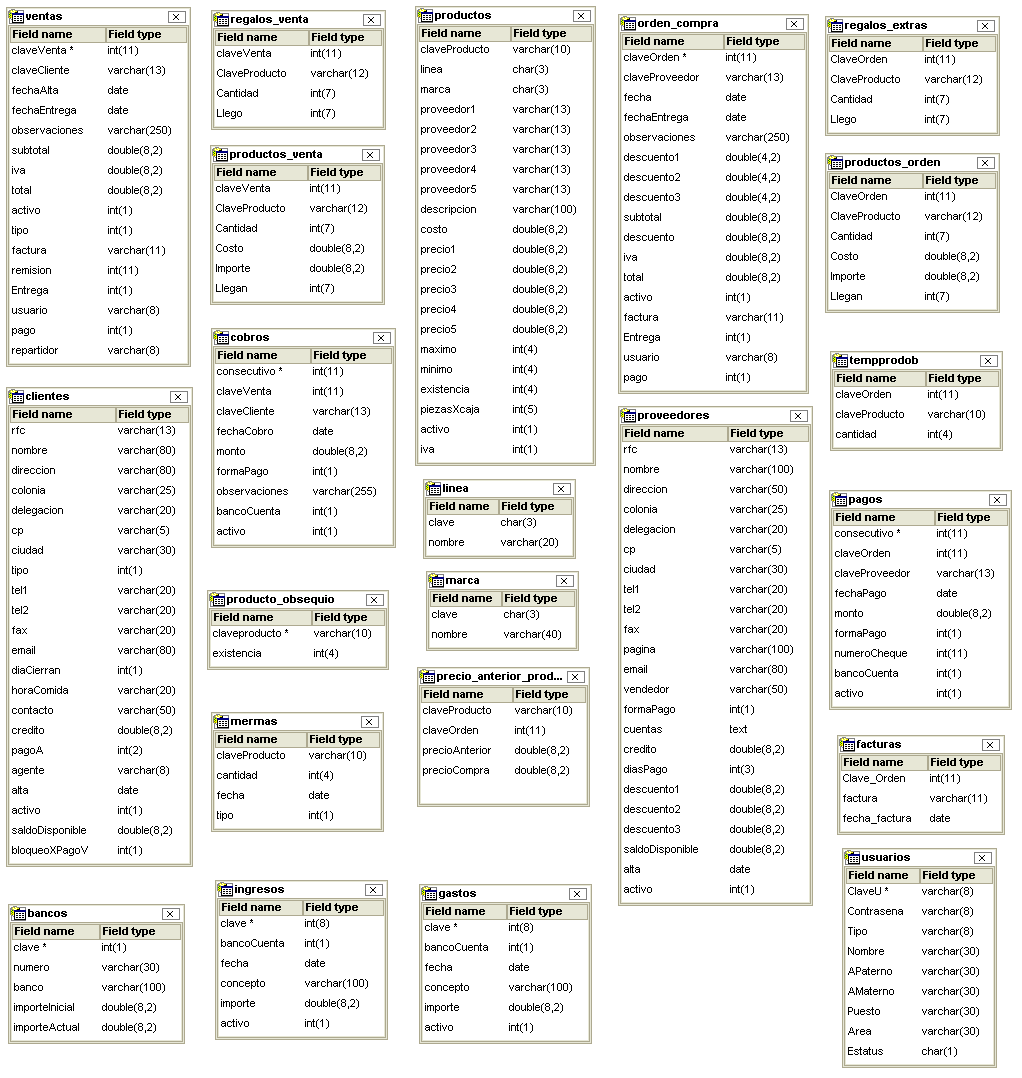 ventas
Field name Field type
claveVenta * int(11)
claveCliente varchar(13)
fechaAlta date
fechaEntrega date
observaciones varchar(250)
subtotal double(8,2)
iva double(8,2)
total double(8,2)
activo int(1)
tipo int(1)
factura varchar(11)
remision int(11)
Entrega int(1)
usuario varchar(8)
pago int(1)
repartidor varchar(8)
clientes
Field name Field type
rfc varchar(13)
nombre varchar(80)
direccion varchar(80)
colonia varchar(25)
delegacion varchar(20)
cp varchar(5)
ciudad varchar(30)
tipo int(1)
tel1 varchar(20)
tel2 varchar(20)
fax varchar(20)
email varchar(80)
diaCierran int(1)
horaComida varchar(20)
contacto varchar(50)
credito double(8,2)
pagoA int(2)
agente varchar(8)
alta date
activo int(1)
saldoDisponible double(8,2)
bloqueoXPagoV int(1)
bancos
Field name Field type
clave * int(1)
numero varchar(30)
banco varchar(100)
importeInicial double(8,2)
importeActual double(8,2)
regalos_venta
Field name Field type
claveVenta int(11)
ClaveProducto varchar(12)
Cantidad int(7)
Llego int(7)
productos_venta
Field name Field type
claveVenta int(11)
ClaveProducto varchar(12)
Cantidad int(7)
Costo double(8,2)
Importe double(8,2)
Llegan int(7)
cobros
Field name Field type
consecutivo * int(11)
claveVenta int(11)
claveCliente varchar(13)
fechaCobro date
monto double(8,2)
formaPago int(1)
observaciones varchar(255)
bancoCuenta int(1)
activo int(1)
producto_obsequio
Field name Field type
claveproducto * varchar(10)
existencia int(4)
mermas
Field name Field type
claveProducto varchar(10)
cantidad int(4)
fecha date
tipo int(1)
ingresos
Field name Field type
clave * int(8)
bancoCuenta int(1)
fecha date
concepto varchar(100)
importe double(8,2)
activo int(1)
productos
Field name Field type
claveProducto varchar(10)
linea char(3)
marca char(3)
proveedor1 varchar(13)
proveedor2 varchar(13)
proveedor3 varchar(13)
proveedor4 varchar(13)
proveedor5 varchar(13)
descripcion varchar(100)
costo double(8,2)
precio1 double(8,2)
precio2 double(8,2)
precio3 double(8,2)
precio4 double(8,2)
precio5 double(8,2)
maximo int(4)
minimo int(4)
existencia int(4)
piezasXcaja int(5)
activo int(1)
iva int(1)
linea
Field name Field type
clave char(3)
nombre varchar(20)
marca
Field name Field type
clave char(3)
nombre varchar(40)
precio_anterior_prod...
Field name Field type
claveProducto varchar(10)
claveOrden int(11)
precioAnterior double(8,2)
precioCompra double(8,2)
gastos
Field name Field type
clave * int(8)
bancoCuenta int(1)
fecha date
concepto varchar(100)
importe double(8,2)
activo int(1)
orden_compra
Field name Field type
claveOrden * int(11)
claveProveedor varchar(13)
fecha date
fechaEntrega date
observaciones varchar(250)
descuento1 double(4,2)
descuento2 double(4,2)
descuento3 double(4,2)
subtotal double(8,2)
descuento double(8,2)
iva double(8,2)
total double(8,2)
activo int(1)
factura varchar(11)
Entrega int(1)
usuario varchar(8)
pago int(1)
proveedores
Field name Field type
rfc varchar(13)
nombre varchar(100)
direccion varchar(50)
colonia varchar(25)
delegacion varchar(20)
cp varchar(5)
ciudad varchar(30)
tel1 varchar(20)
tel2 varchar(20)
fax varchar(20)
pagina varchar(100)
email varchar(80)
vendedor varchar(50)
formaPago int(1)
cuentas text
credito double(8,2)
diasPago int(3)
descuento1 double(8,2)
descuento2 double(8,2)
descuento3 double(8,2)
saldoDisponible double(8,2)
alta date
activo int(1)
regalos_extras
Field name Field type
ClaveOrden int(11)
ClaveProducto varchar(12)
Cantidad int(7)
Llego int(7)
productos_orden
Field name Field type
ClaveOrden int(11)
ClaveProducto varchar(12)
Cantidad int(7)
Costo double(8,2)
Importe double(8,2)
Llegan int(7)
tempprodob
Field name Field type
claveOrden int(11)
claveProducto varchar(10)
cantidad int(4)
pagos
Field name Field type
consecutivo * int(11)
claveOrden int(11)
claveProveedor varchar(13)
fechaPago date
monto double(8,2)
formaPago int(1)
numeroCheque int(11)
bancoCuenta int(1)
activo int(1)
facturas
Field name Field type
Clave_Orden int(11)
factura varchar(11)
fecha_factura date
usuarios
Field name Field type
ClaveU * varchar(8)
Contrasena varchar(8)
Tipo varchar(8)
Nombre varchar(30)
APaterno varchar(30)
AMaterno varchar(30)
Puesto varchar(30)
Area varchar(30)
Estatus char(1)